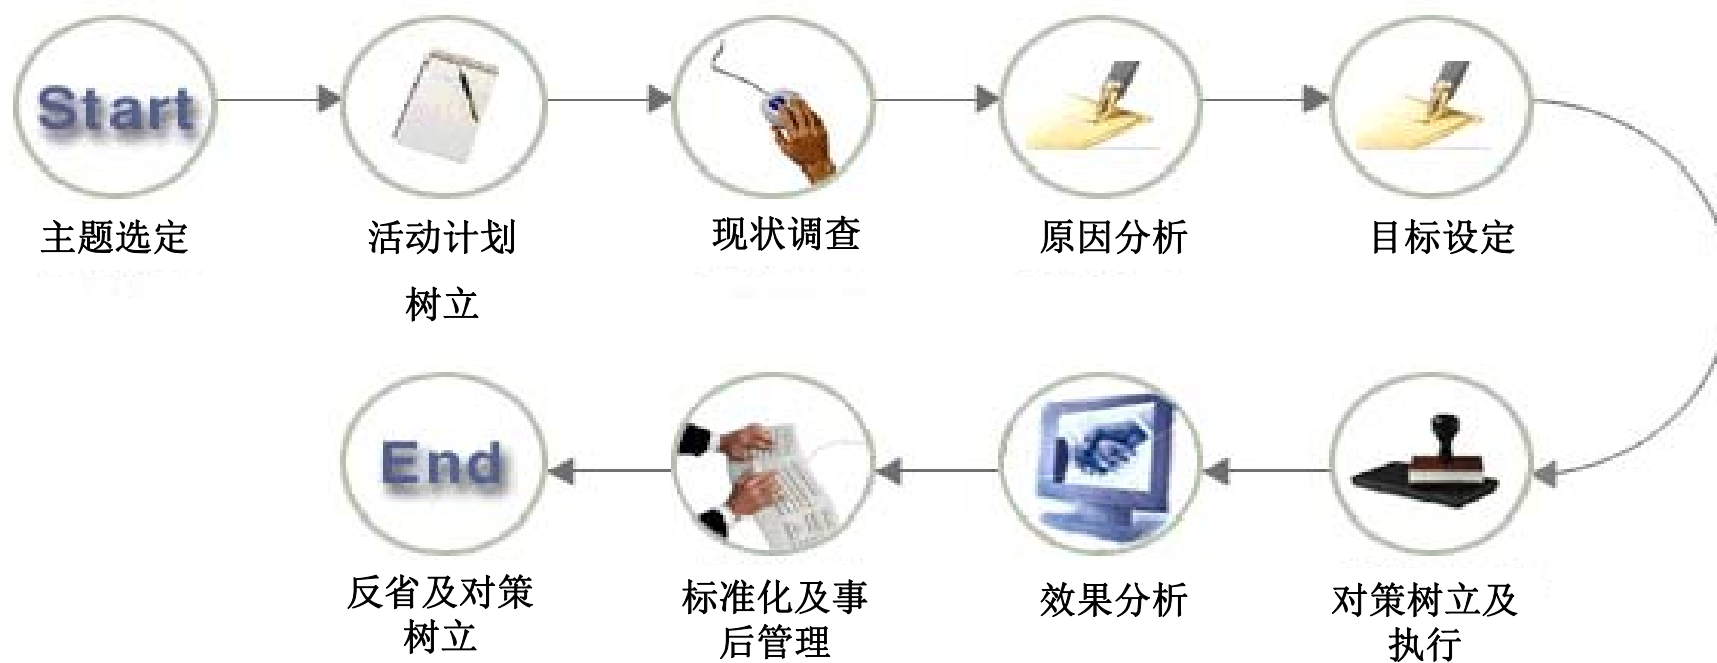 Start
主题选定
活动计划
树立
现状调查
原因分析
目标设定
End
反省及对策
树立
标准化及事
后管理
效果分析
对策树立及
执行